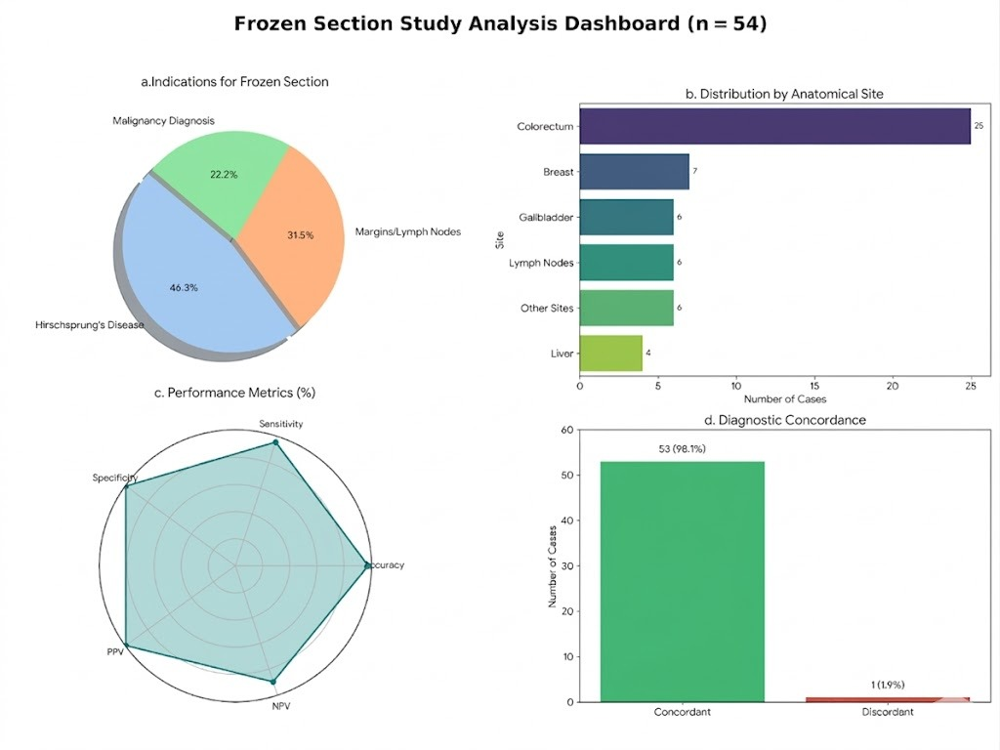 Frozen Section Study Analysis Dashboard (n = 54)
a.Indications for Frozen Section
Malignancy Diagnosis
22.2%
31.5%
Margins/Lymph Nodes
46.3%
Hirschsprung's Disease
b. Distribution by Anatomical Site
Site
Colorectum
25
Breast
7
Gallbladder
6
Lymph Nodes
6
Other Sites
6
Liver
4
0 5 10 15 20 25
Number of Cases
c. Performance Metrics (%)
Sensitivity
Specificity
ccuracy
PPV
NPV
d. Diagnostic Concordance
Number of Casas
60
50
40
30
20
10
0
53 (98.1%)
1 (1.9%)
Concordant
Discordant